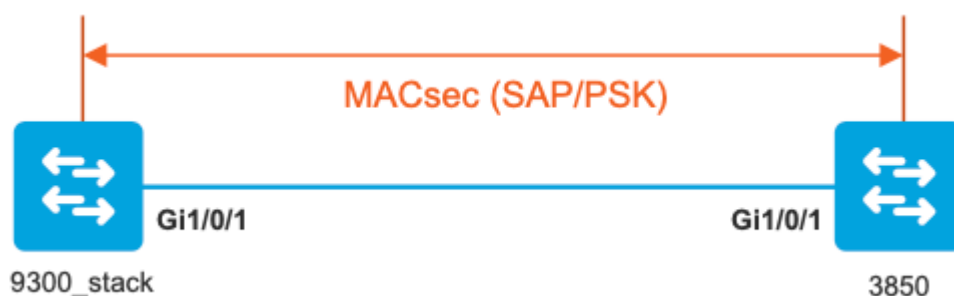 MACsec (SAP/PSK)
Gi1/0/1
Gi1/0/1
9300_stack
3850